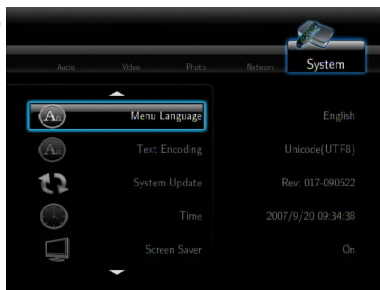 Audio Video Photo Network System
Menu Language English
Text Encoding Unicode(UTF8)
System Update Rev: 017-090522
Time 2007/9/20 09:34:38
Screen Saver On